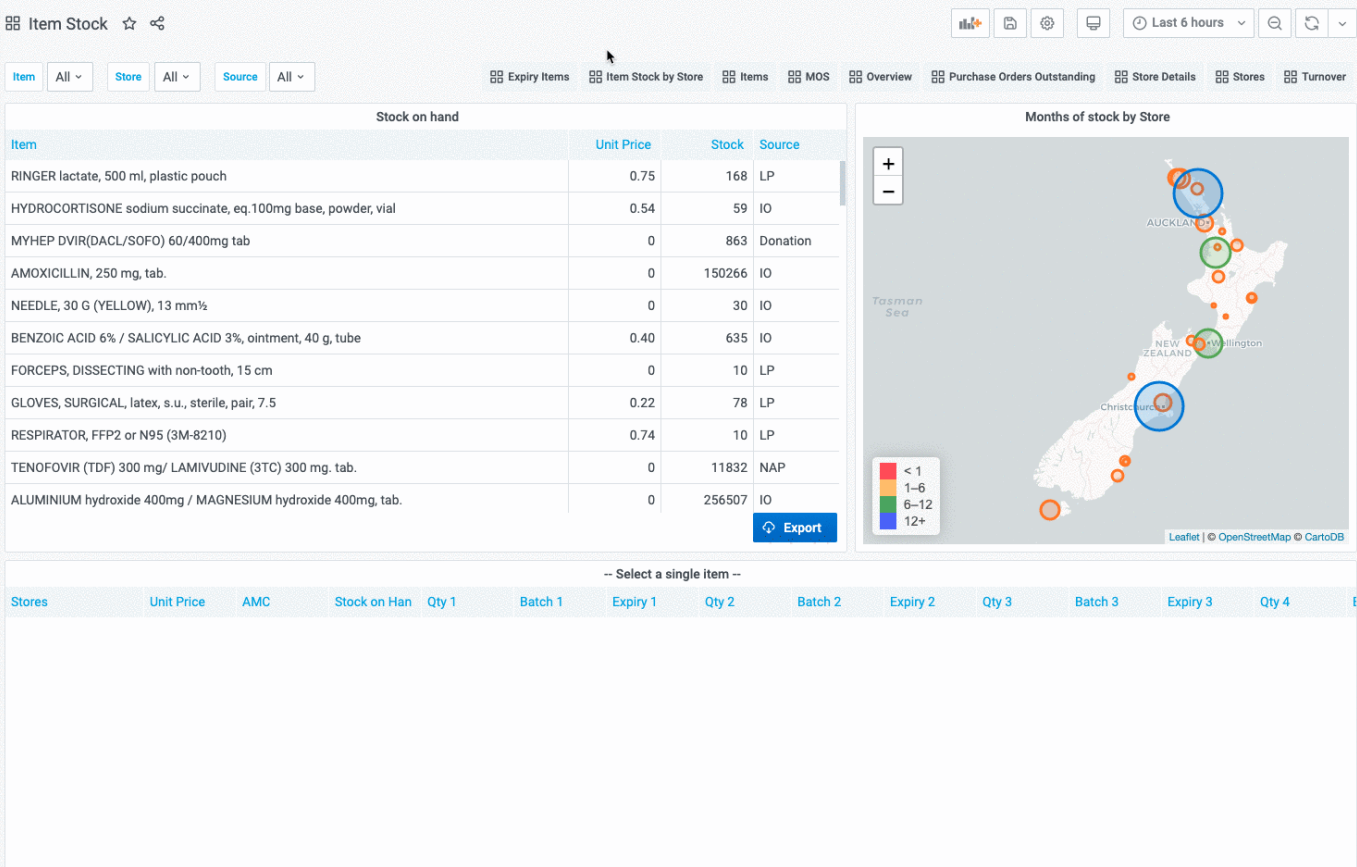 Item Stock
Last 6 hours
Item All Store All Source All Expiry Items Item Stock by Store Items MOS Overview Purchase Orders Outstanding Store Details Stores Turnover
Stock on hand
Item Unit Price Stock Source
RINGER lactate, 500 ml, plastic pouch 0.75 168 LP
HYDROCORTISONE sodium succinate, eq.100mg base, powder, vial 0.54 59 IO
MYHEP DVIR(DACL/SOFO) 60/400mg tab 0 863 Donation
AMOXICILLIN, 250 mg, tab. 0 150266 IO
NEEDLE, 30 G (YELLOW), 13 mm½ 0 30 IO
BENZOIC ACID 6% / SALICYLIC ACID 3%, ointment, 40 g, tube 0.40 635 IO
FORCEPS, DISSECTING with non-tooth, 15 cm 0 10 LP
GLOVES, SURGICAL, latex, s.u., sterile, pair, 7.5 0.22 78 LP
RESPIRATOR, FFP2 or N95 (3M-8210) 0.74 10 LP
TENOFOVIR (TDF) 300 mg/ LAMIVUDINE (3TC) 300 mg. tab. 0 11832 NAP
ALUMINIUM hydroxide 400mg / MAGNESIUM hydroxide 400mg, tab. 0 256507 IO
Export
Months of stock by Store
+
−
AUCKLAND
Tasman
Sea
NEW
ZEALAND
Wellington
Christchurch
< 1
1–6
6–12
12+
Leaflet | © OpenStreetMap © CartoDB
-- Select a single item --
Stores Unit Price AMC Stock on Han Qty 1 Batch 1 Expiry 1 Qty 2 Batch 2 Expiry 2 Qty 3 Batch 3 Expiry 3 Qty 4